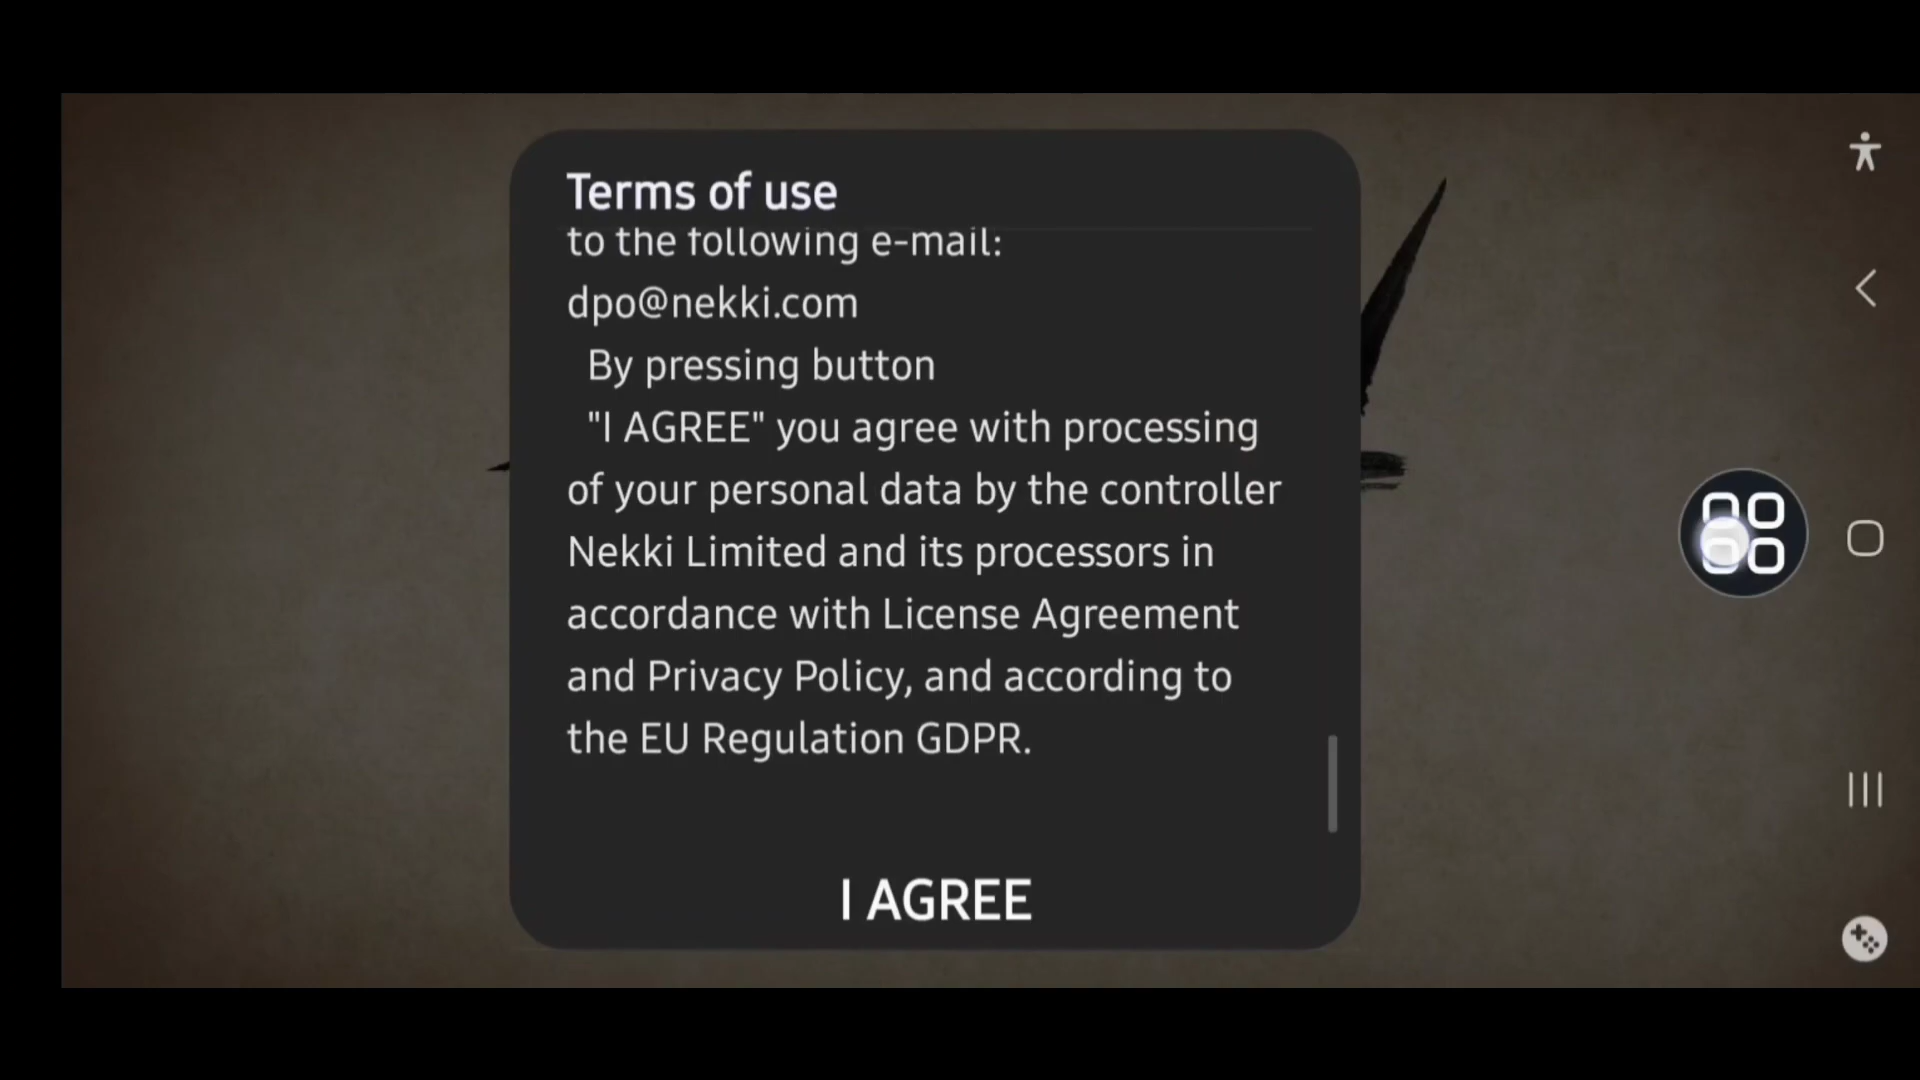 Terms of use
to the following e-mail:
dpo@nekki.com
By pressing button
"I AGREE" you agree with processing
of your personal data by the controller
Nekki Limited and its processors in
accordance with License Agreement
and Privacy Policy, and according to
the EU Regulation GDPR.
I AGREE